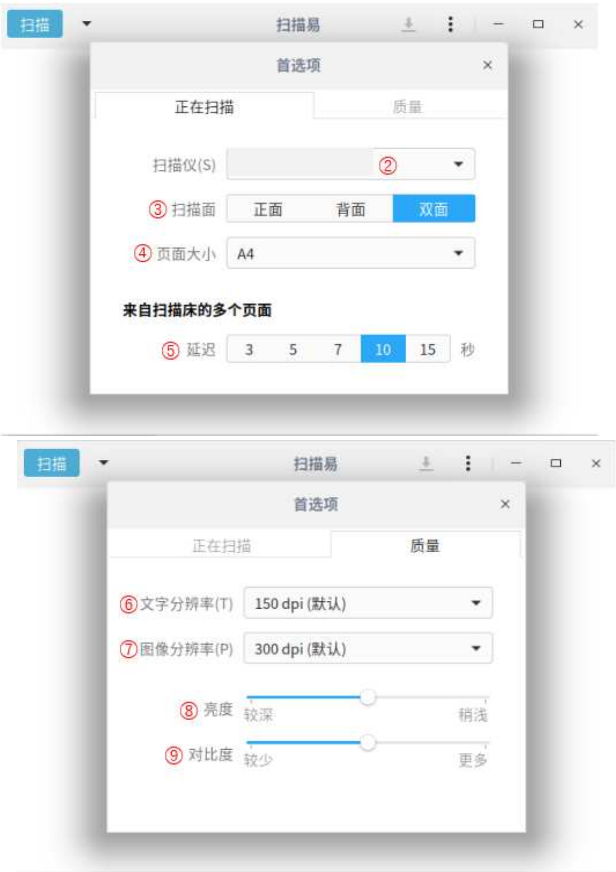 扫描 扫描易
首选项
正在扫描 质量
扫描仪(S) ②
③ 扫描面 正面 背面 双面
④ 页面大小 A4
来自扫描床的多个页面
⑤ 延迟 3 5 7 10 15 秒
扫描 扫描易
首选项
正在扫描 质量
⑥ 文字分辨率(T) 150 dpi (默认)
⑦ 图像分辨率(P) 300 dpi (默认)
⑧ 亮度 较深 稍浅
⑨ 对比度 较少 更多